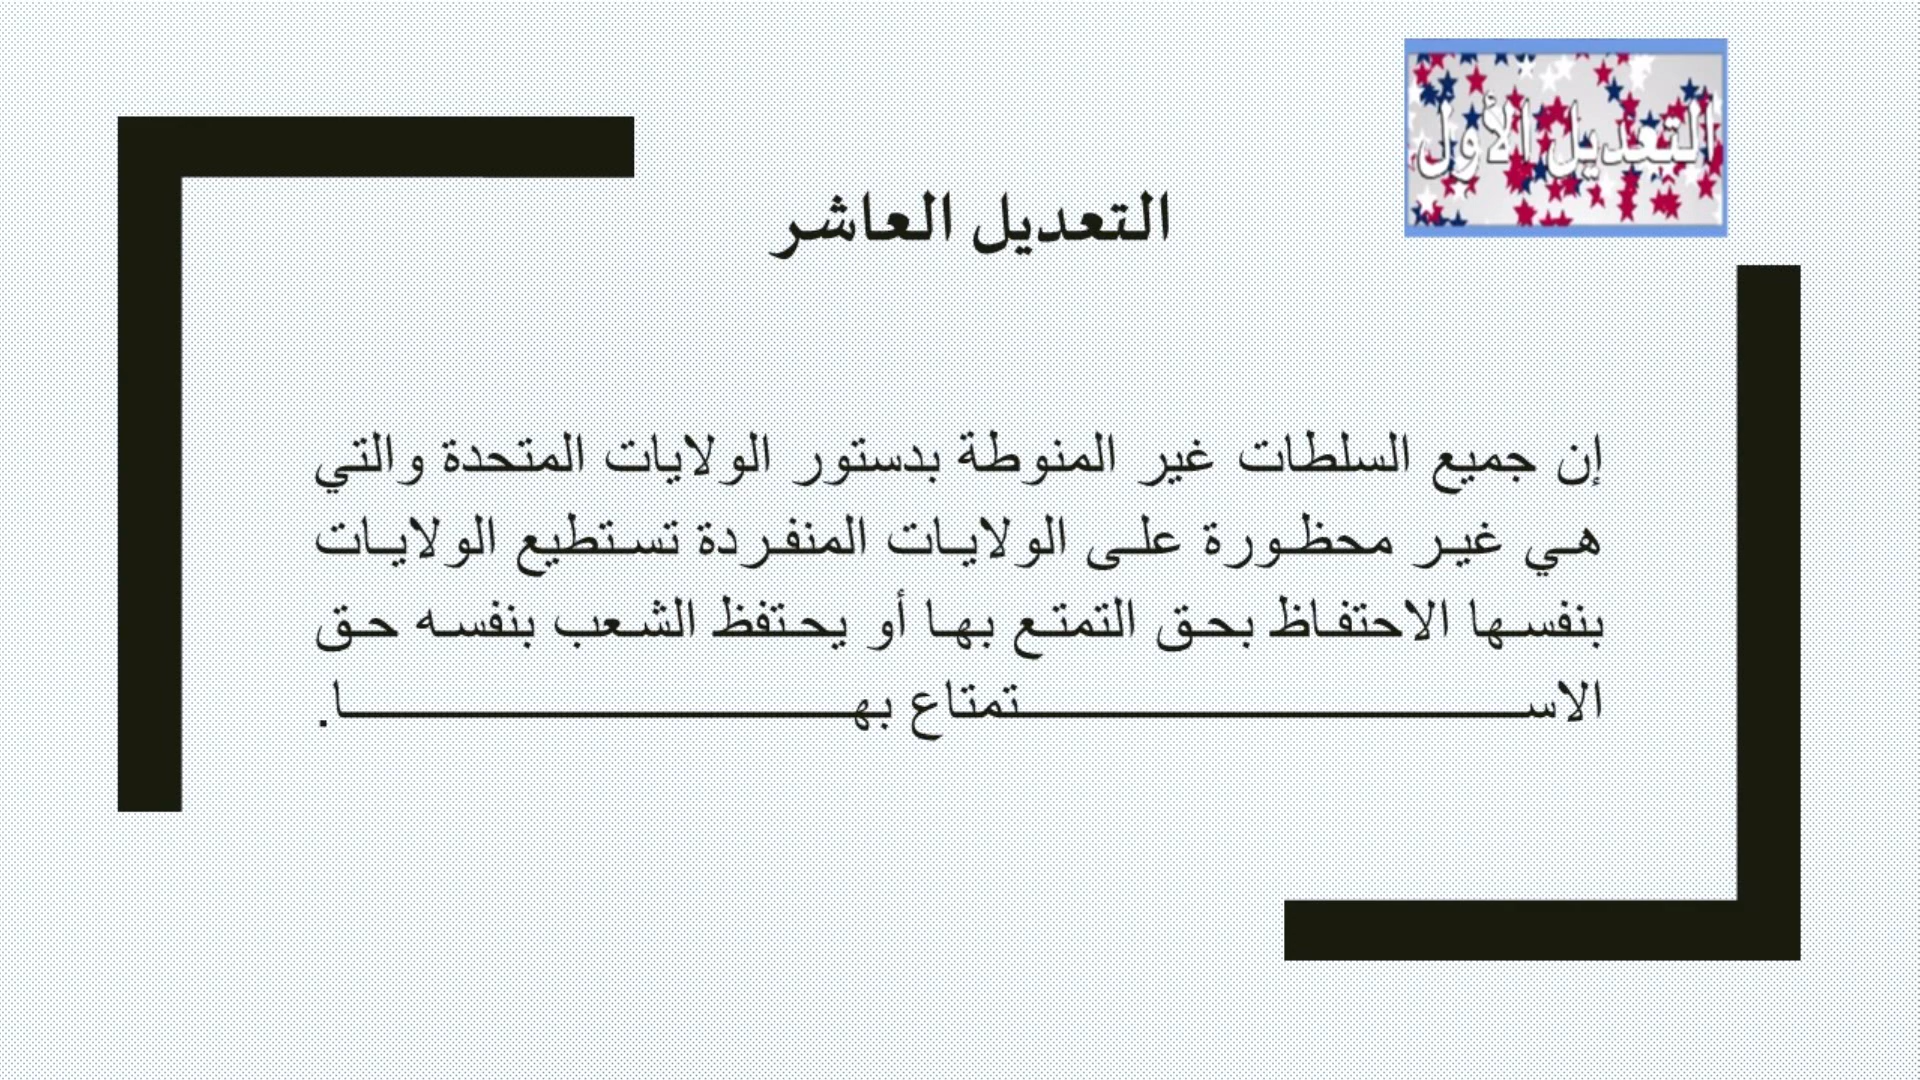 التعديل الأول
التعديل العاشر
إن جميع السلطات غير المنوطة بدستور الولايات المتحدة والتي
هي غير محظورة على الولايات المنفردة تستطيع الولايات
بنفسها الاحتفاظ بحق التمتع بها أو يحتفظ الشعب بنفسه حق
الاستمتاع بها.